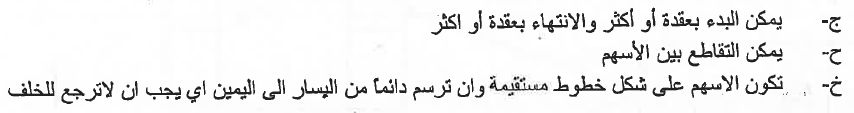 ج- يمكن البدء بعقدة أو أكثر والانتهاء بعقدة أو اكثر
ح- يمكن التقاطع بين الأسهم
خ- تكون الاسهم على شكل خطوط مستقيمة وان ترسم دائماً من اليسار الى اليمين اي يجب ان لاترجع للخلف